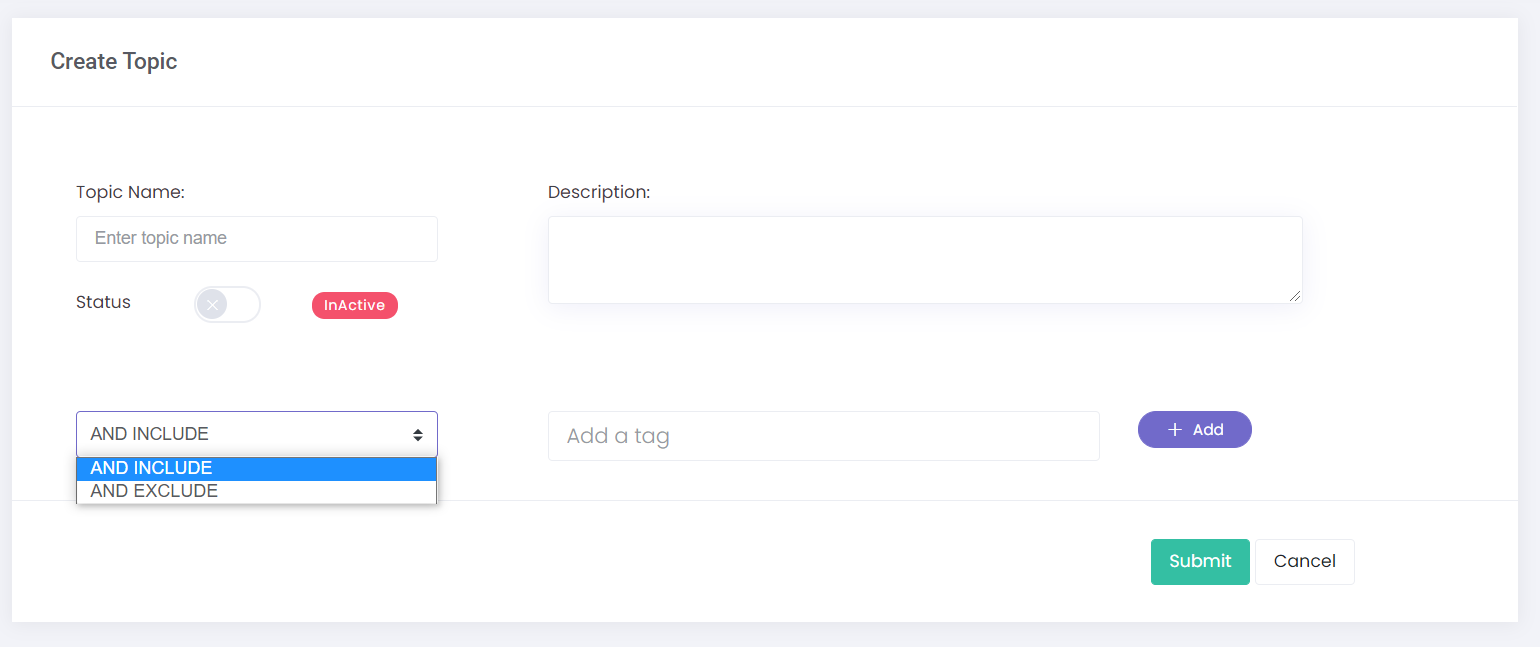 Create Topic
Topic Name:
Description:
Enter topic name
Status
InActive
AND INCLUDE
Add a tag
Add
AND INCLUDE
AND EXCLUDE
Submit
Cancel